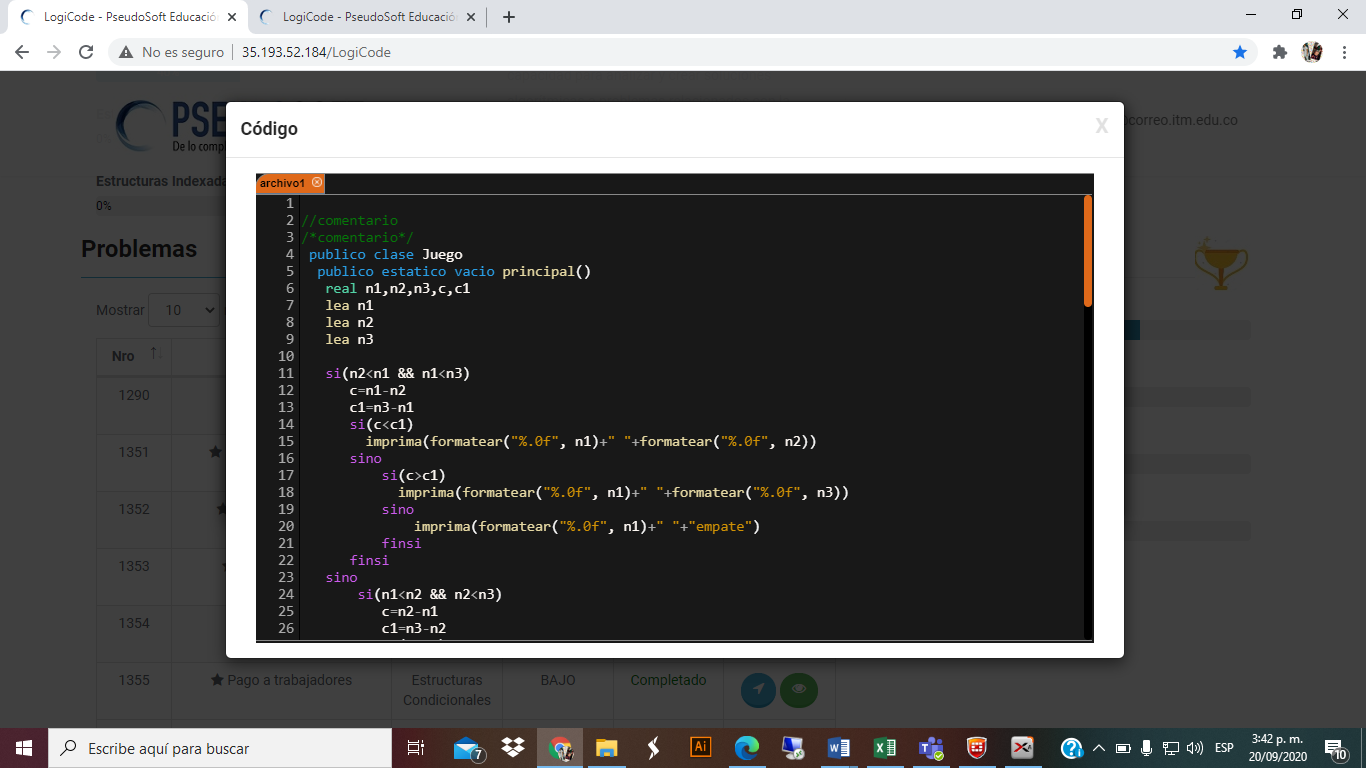 LogiCode - PseudoSoft Educació
LogiCode - PseudoSoft Educació
No es seguro
35.193.52.184/LogiCode
PSE
De lo compl
correo.itm.edu.co
Estructuras Indexada
0%
Problemas
Mostrar 10
Nro
1290
1351
1352
1353
1354
1355 Pago a trabajadores Estructuras Condicionales BAJO Completado
Código
X
archivo1
1
2 //comentario
3 /*comentario*/
4 publico clase Juego
5 publico estatico vacio principal()
6 real n1,n2,n3,c,c1
7 lea n1
8 lea n2
9 lea n3
10
11 si(n2<n1 && n1<n3)
12 c=n1-n2
13 c1=n3-n1
14 si(c<c1)
15 imprima(formatear("%.0f", n1)+" "+formatear("%.0f", n2))
16 sino
17 si(c>c1)
18 imprima(formatear("%.0f", n1)+" "+formatear("%.0f", n3))
19 sino
20 imprima(formatear("%.0f", n1)+" "+"empate")
21 finsi
22 finsi
23 sino
24 si(n1<n2 && n2<n3)
25 c=n2-n1
26 c1=n3-n2
Escribe aquí para buscar
7
Ai
ESP
3:42 p. m.
20/09/2020
10